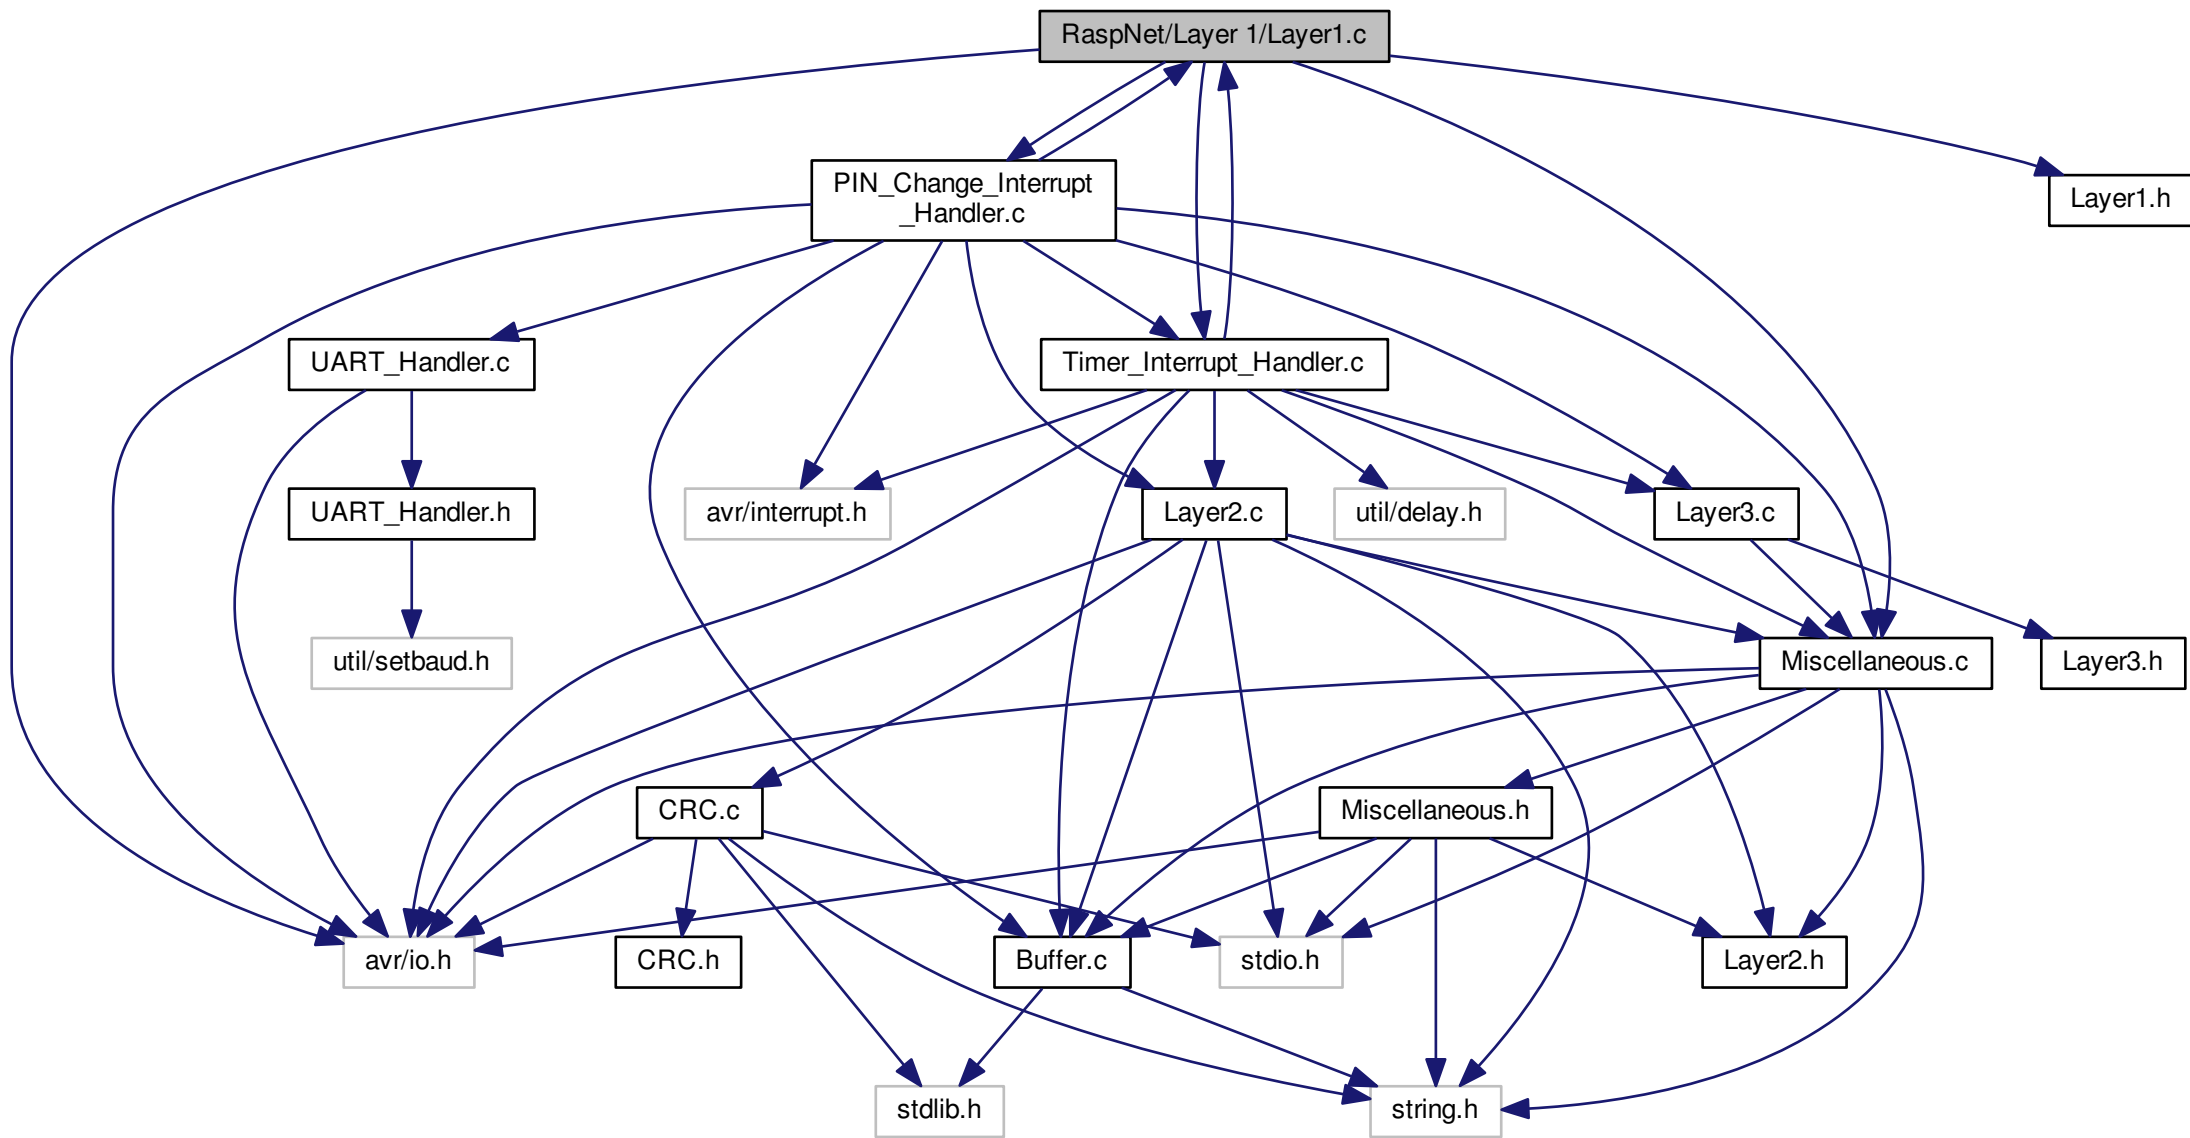 RaspNet/Layer 1/Layer1.c
PIN_Change_Interrupt
_Handler.c
Layer1.h
UART_Handler.c
Timer_Interrupt_Handler.c
UART_Handler.h
avr/interrupt.h
Layer2.c
util/delay.h
Layer3.c
util/setbaud.h
Miscellaneous.c
Layer3.h
CRC.c
Miscellaneous.h
avr/io.h
CRC.h
Buffer.c
stdio.h
Layer2.h
stdlib.h
string.h